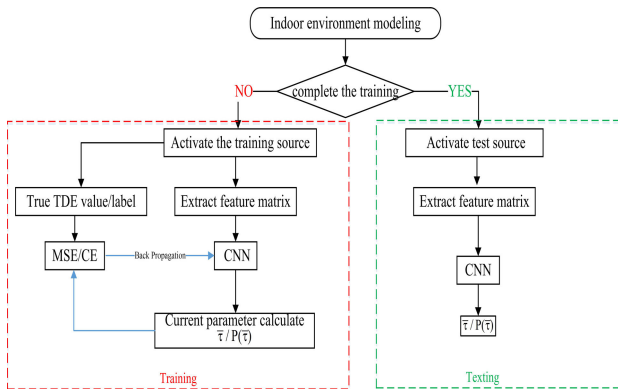 Indoor environment modeling
complete the training
NO
YES
Activate the training source
True TDE value/label
Extract feature matrix
MSE/CE
Back Propagation
CNN
Current parameter calculate
τ̅ / P(τ̅)
Training
Activate test source
Extract feature matrix
CNN
τ̅ / P(τ̅)
Texting